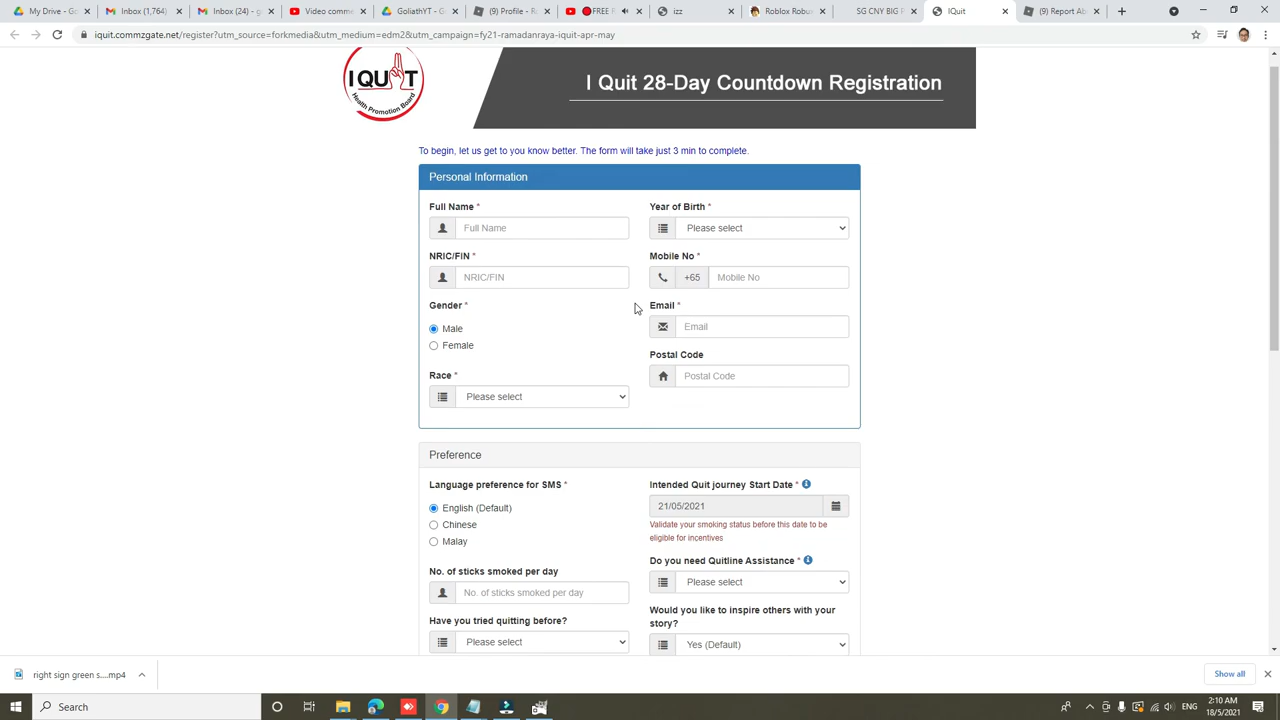 My Drive - Go
Inbox (1,764)
Inbox (24) - g
Video comme
GoliathYT - G
(9) Profile - Ro
FREE R
izz
Roblox Robu
SG CNY BIG P
IQuit
(9) Report Ab
iquit.commzgate.net/register?utm_source=forkmedia&utm_medium=edm2&utm_campaign=fy21-ramadanraya-iquit-apr-may
I QUIT
Health Promotion Board
I Quit 28-Day Countdown Registration
To begin, let us get to you know better. The form will take just 3 min to complete.
Personal Information
Full Name *
Year of Birth *
Full Name
Please select
NRIC/FIN *
Mobile No *
NRIC/FIN
+65
Mobile No
Gender *
Email *
Male
Email
Female
Postal Code
Race *
Postal Code
Please select
Preference
Language preference for SMS *
Intended Quit journey Start Date *
English (Default)
21/05/2021
Chinese
Validate your smoking status before this date to be
eligible for incentives
Malay
Do you need Quitline Assistance *
No. of sticks smoked per day
Please select
No. of sticks smoked per day
Would you like to inspire others with your
story?
Have you tried quitting before?
Please select
Yes (Default)
right sign green s....mp4
Show all
Search
2:10 AM
ENG
18/5/2021